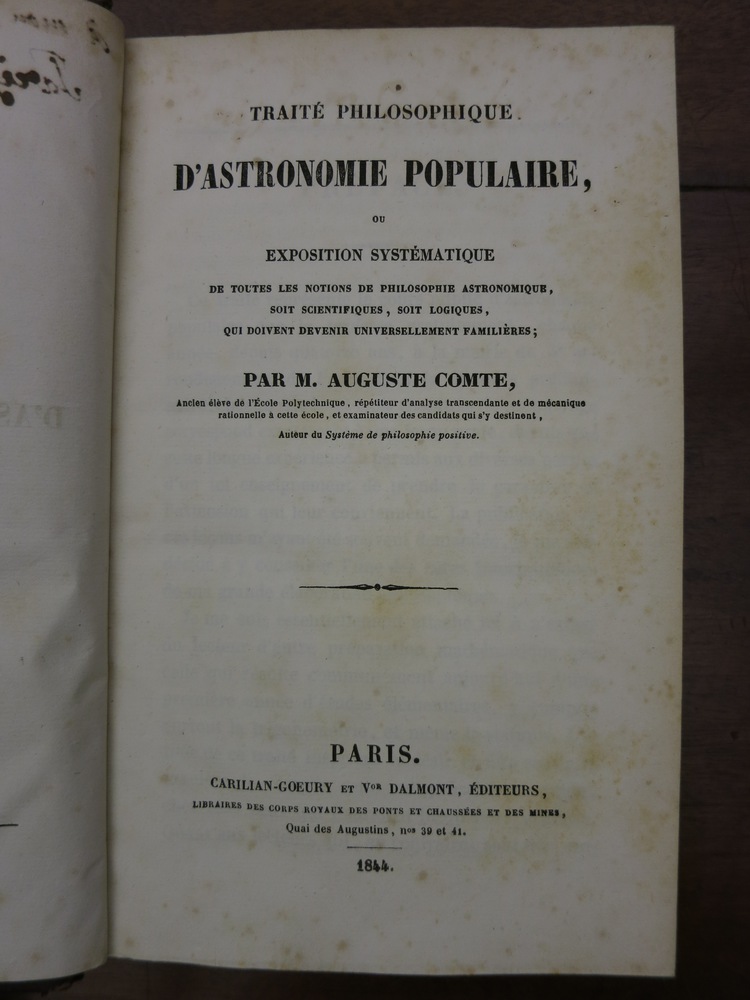 TRAITÉ PHILOSOPHIQUE
D'ASTRONOMIE POPULAIRE,
OU
EXPOSITION SYSTÉMATIQUE
DE TOUTES LES NOTIONS DE PHILOSOPHIE ASTRONOMIQUE,
SOIT SCIENTIFIQUES, SOIT LOGIQUES,
QUI DOIVENT DEVENIR UNIVERSELLEMENT FAMILIÈRES;
PAR M. AUGUSTE COMTE,
Ancien élève de l'École Polytechnique, répétiteur d'analyse transcendante et de mécanique
rationnelle à cette école, et examinateur des candidats qui s'y destinent,
Auteur du Système de philosophie positive.
PARIS.
CARILIAN-GOEURY ET Vor DALMONT, ÉDITEURS,
LIBRAIRES DES CORPS ROYAUX DES PONTS ET CHAUSSÉES ET DES MINES,
Quai des Augustins, nos 39 et 41.
1844.